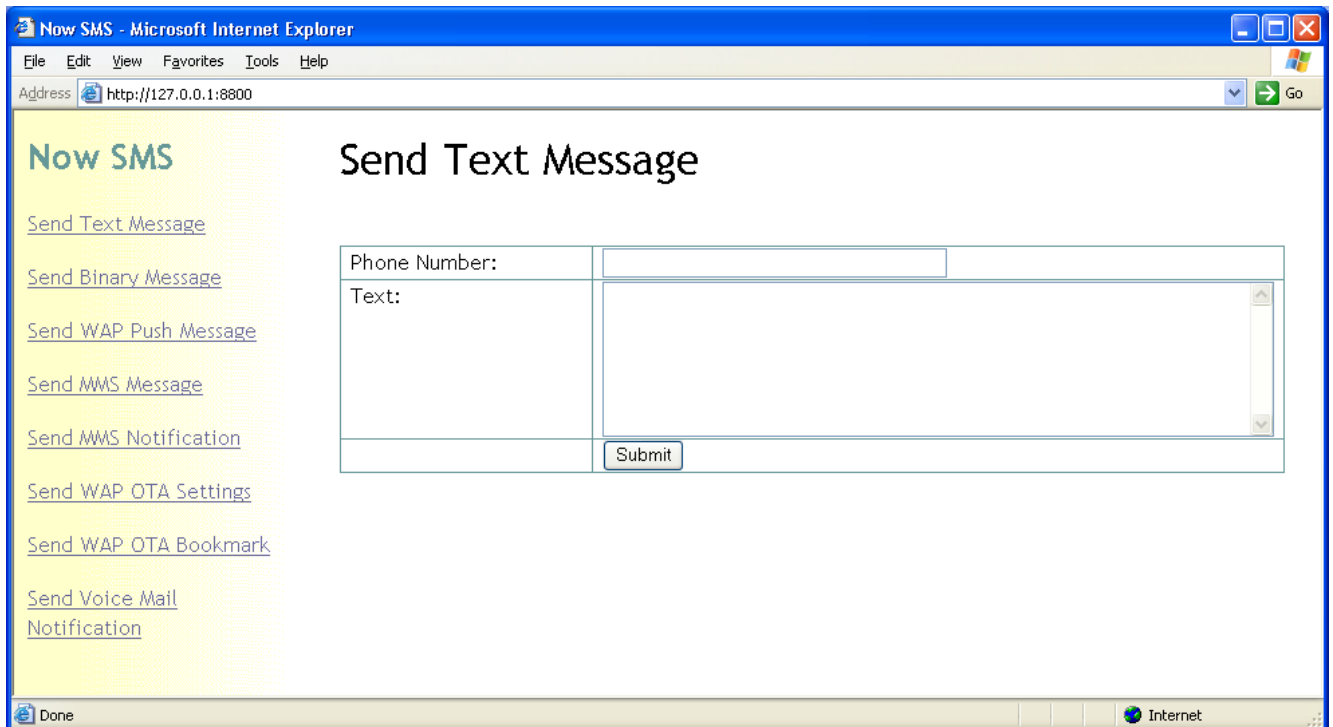 Now SMS - Microsoft Internet Explorer
File Edit View Favorites Tools Help
Address http://127.0.0.1:8800 Go
Now SMS
Send Text Message
Send Binary Message
Send WAP Push Message
Send MMS Message
Send MMS Notification
Send WAP OTA Settings
Send WAP OTA Bookmark
Send Voice Mail
Notification
Send Text Message
Phone Number:
Text:
Submit
Done Internet